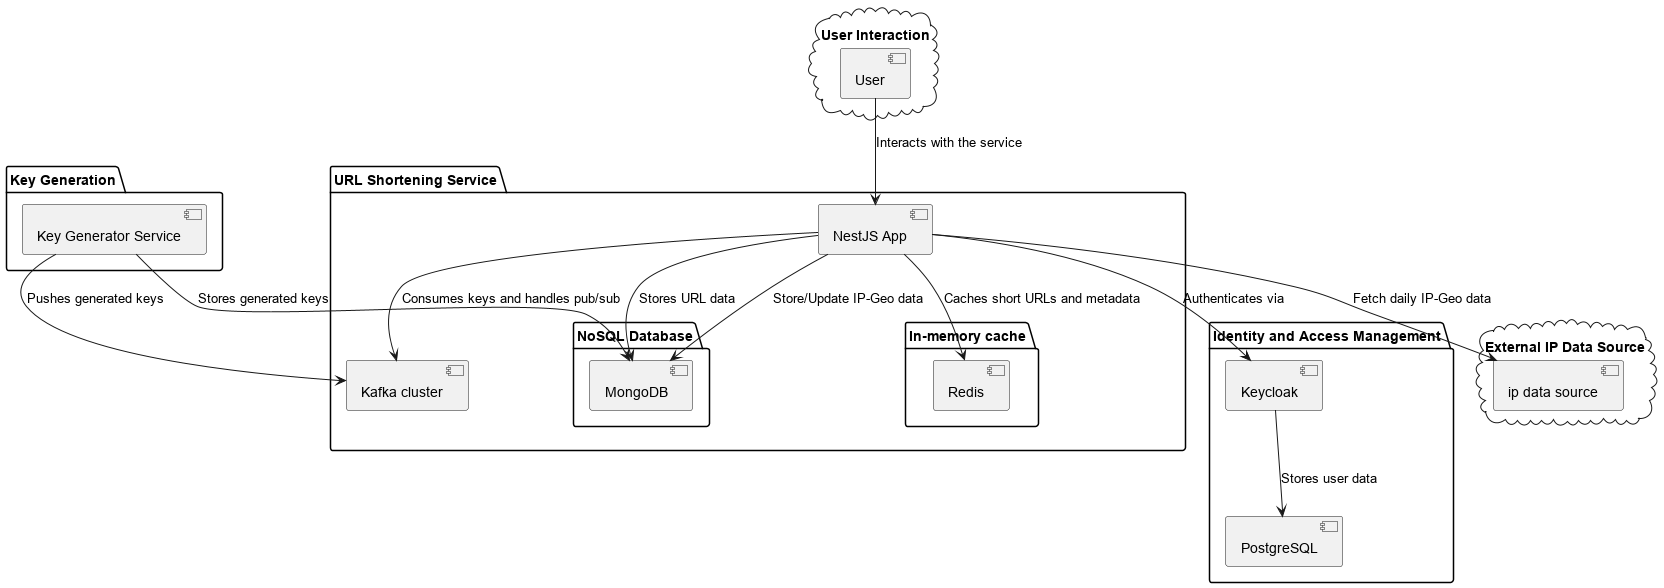 User Interaction
User
Interacts with the service
Key Generation
URL Shortening Service
Key Generator Service
NestJS App
Pushes generated keys
Stores generated keys
Consumes keys and handles pub/sub
Stores URL data
Store/Update IP-Geo data
Caches short URLs and metadata
Authenticates via
Fetch daily IP-Geo data
NoSQL Database
In-memory cache
Identity and Access Management
External IP Data Source
Kafka cluster
MongoDB
Redis
Keycloak
ip data source
Stores user data
PostgreSQL